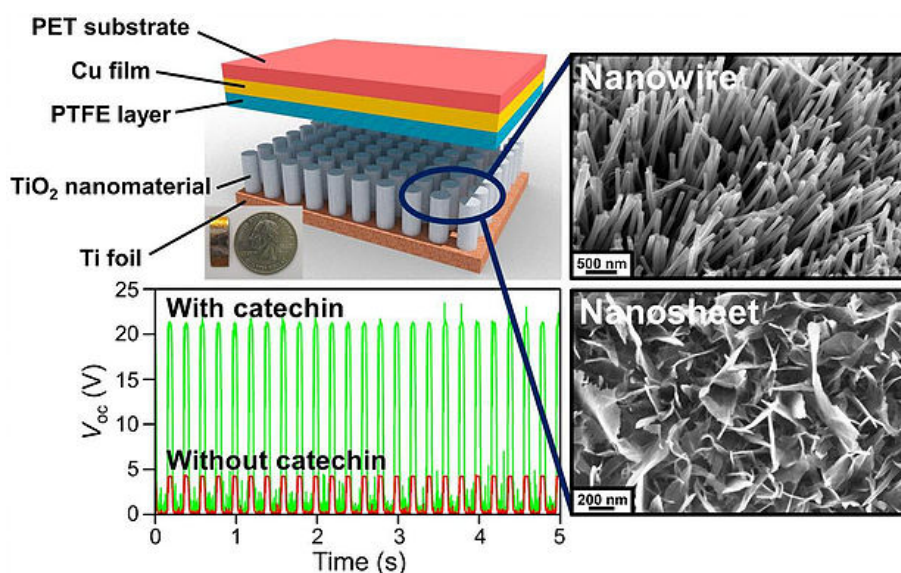 PET substrate
Cu film
PTFE layer
TiO₂ nanomaterial
Ti foil
Nanowire
500 nm
Nanosheet
200 nm
With catechin
Without catechin
Voc (V)
25
20
15
10
5
0
0 1 2 3 4 5
Time (s)